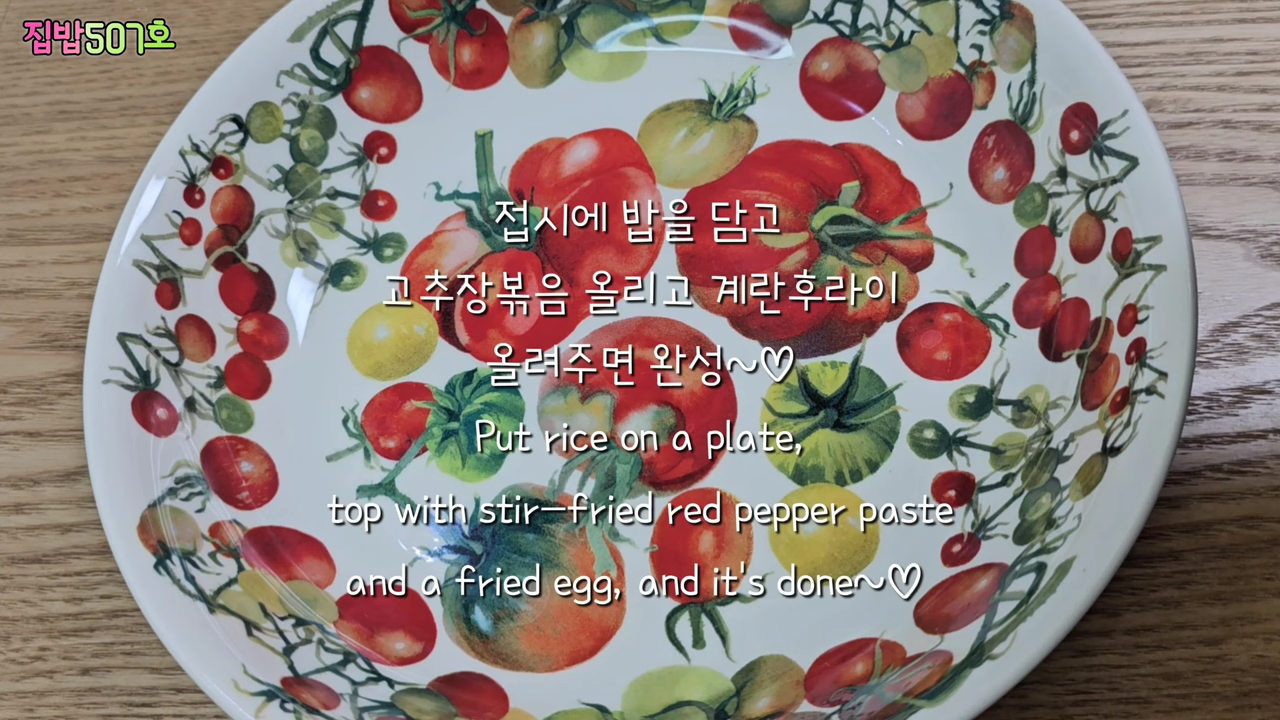 집밥507호
접시에 밥을 담고
고추장볶음 올리고 계란후라이
올려주면 완성~♡
Put rice on a plate,
top with stir-fried red pepper paste
and a fried egg, and it's done~♡